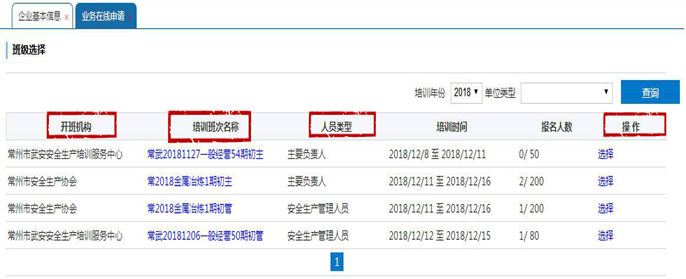 企业基本信息 x
业务在线申请
班级选择
培训年份 2018 单位类型 查询
开班机构 培训班次名称 人员类型 培训时间 报名人数 操 作
常州市武安安全生产培训服务中心 常武20181127一般经营54期初主 主要负责人 2018/12/8 至 2018/12/11 0/ 50 选择
常州市安全生产协会 常2018金属冶炼1期初主 主要负责人 2018/12/11 至 2018/12/16 2/ 200 选择
常州市安全生产协会 常2018金属冶炼1期初管 安全生产管理人员 2018/12/11 至 2018/12/16 1/ 200 选择
常州市武安安全生产培训服务中心 常武20181206一般经营50期初管 安全生产管理人员 2018/12/12 至 2018/12/15 1/ 80 选择
1